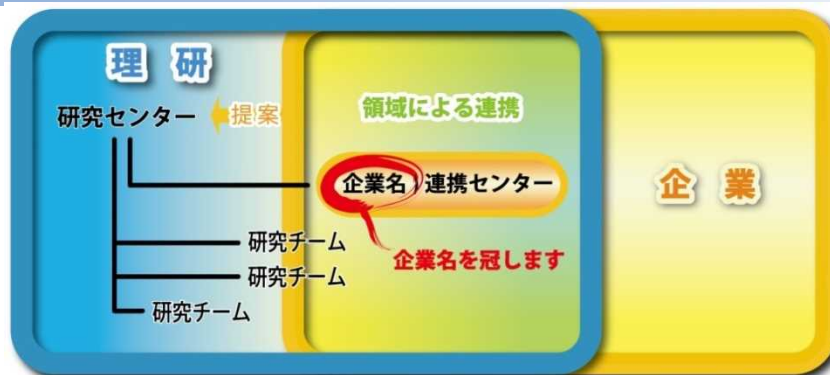 理研
研究センター
提案
領域による連携
企業名 連携センター
企業
研究チーム
企業名を冠します
研究チーム
研究チーム